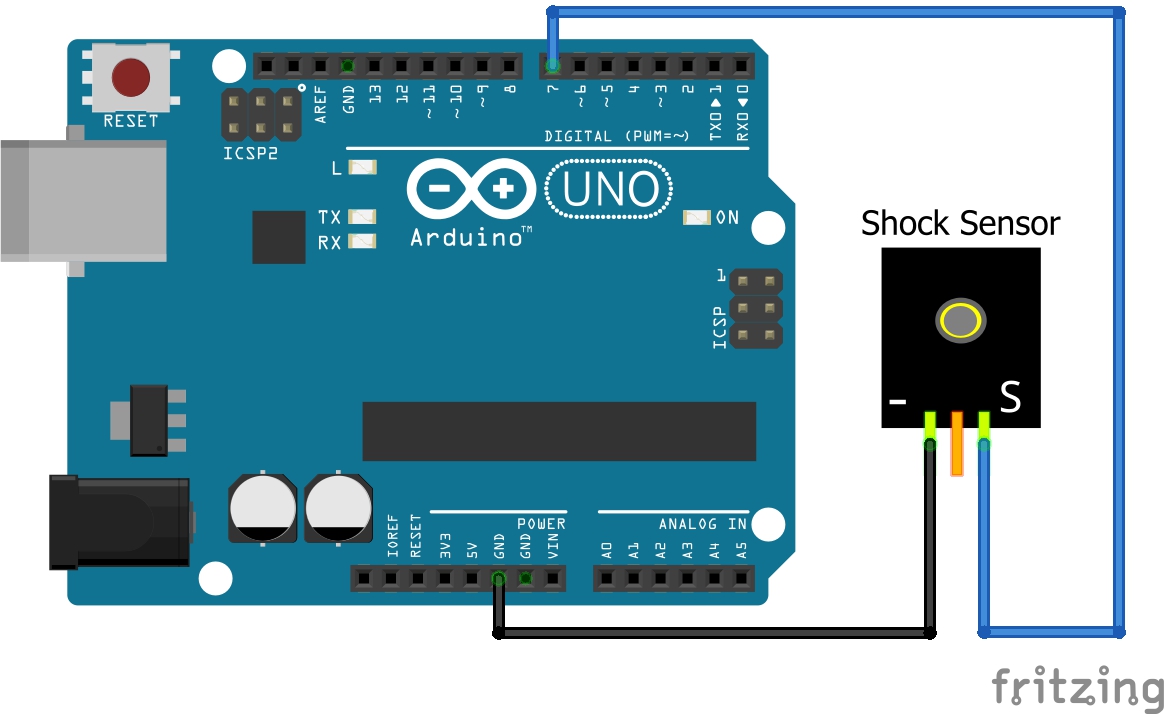 RESET
ICSP2
AREF
GND
13
12
~11
~10
~9
8
7
~6
~5
4
~3
2
TX0▶1
RX0◀0
DIGITAL (PWM=~)
L
TX
RX
Arduino™
UNO
ON
1
ICSP
Shock Sensor
- S
POWER
ANALOG IN
IOREF
RESET
3V3
5V
GND
GND
VIN
A0
A1
A2
A3
A4
A5
fritzing